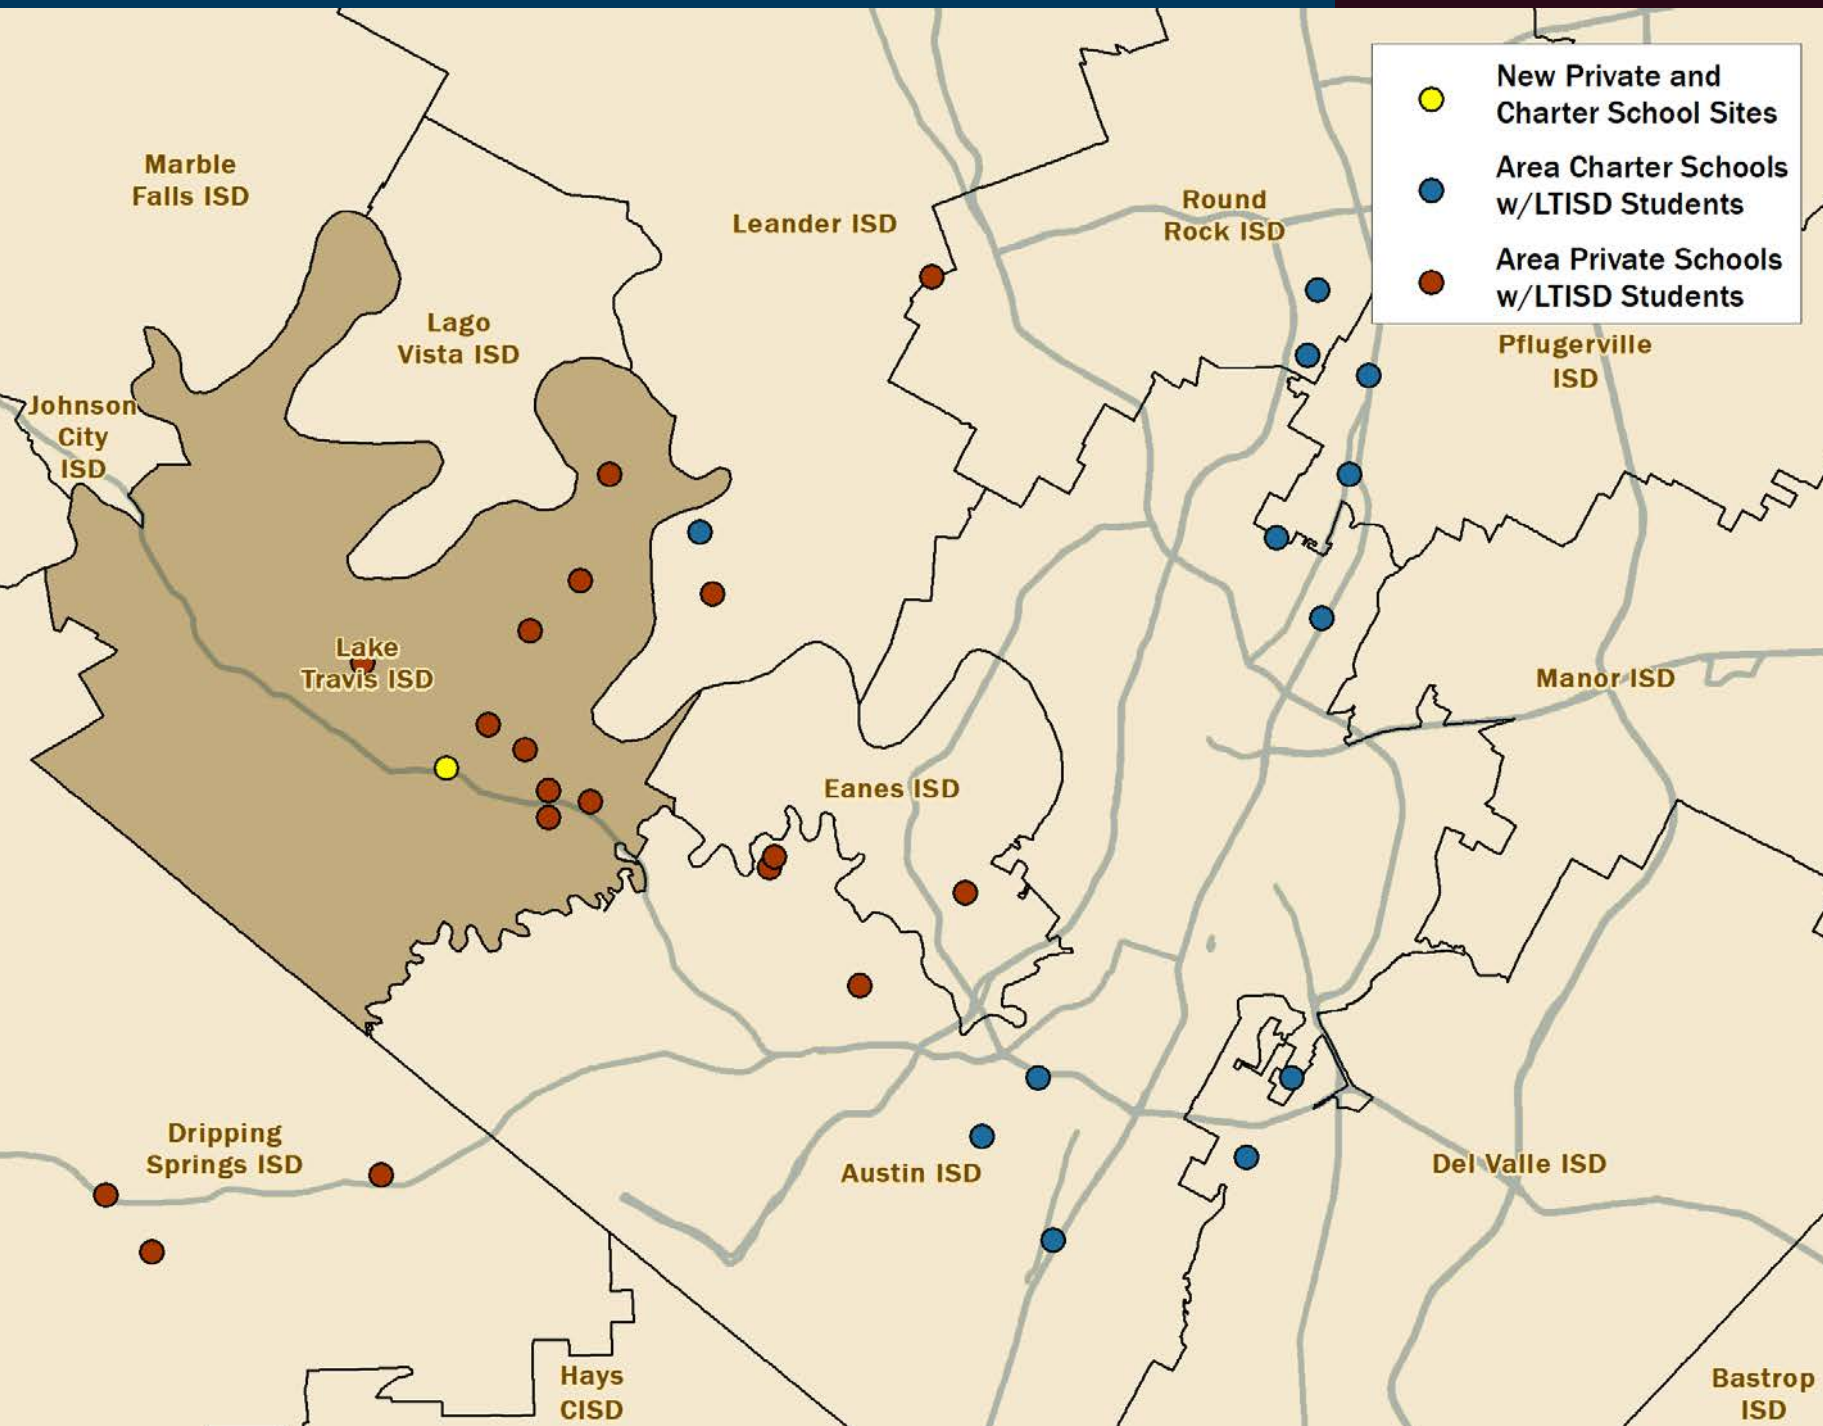 New Private and
Charter School Sites
Area Charter Schools
w/LTISD Students
Area Private Schools
w/LTISD Students
Marble
Falls ISD
Leander ISD
Round
Rock ISD
Lago
Vista ISD
Pflugerville
ISD
Johnson
City
ISD
Lake
Travis ISD
Manor ISD
Eanes ISD
Dripping
Springs ISD
Austin ISD
Del Valle ISD
Hays
CISD
Bastrop
ISD